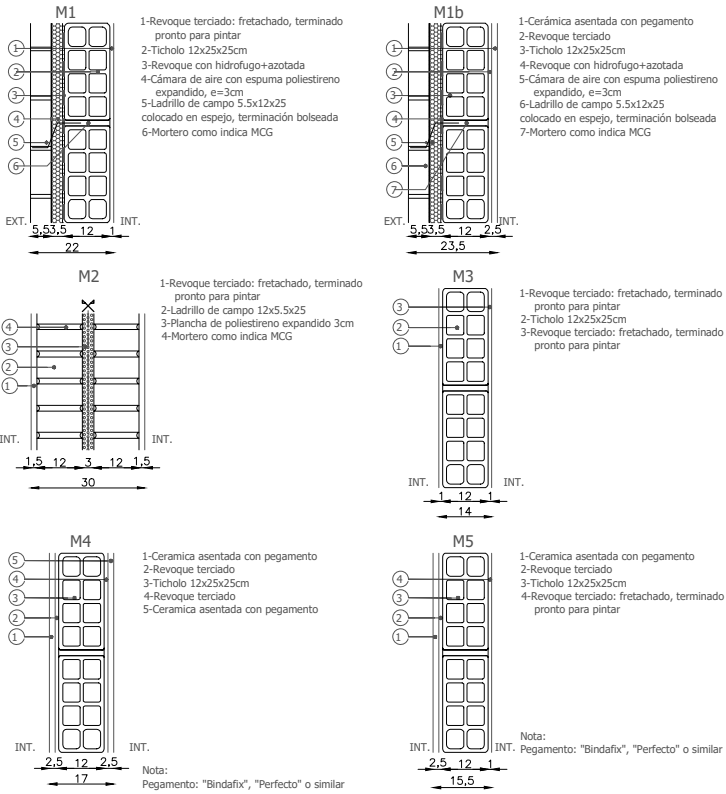 M1
1-Revoque terciado: fretachado, terminado
pronto para pintar
2-Ticholo 12x25x25cm
3-Revoque con hidrofugo+azotada
4-Cámara de aire con espuma poliestireno
expandido, e=3cm
5-Ladrillo de campo 5.5x12x25
colocado en espejo, terminación bolseada
6-Mortero como indica MCG
1
2
3
4
5
6
EXT.
INT.
5,5 3,5 12 1
22
M1b
1-Cerámica asentada con pegamento
2-Revoque terciado
3-Ticholo 12x25x25cm
4-Revoque con hidrofugo+azotada
5-Cámara de aire con espuma poliestireno
expandido, e=3cm
6-Ladrillo de campo 5.5x12x25
colocado en espejo, terminación bolseada
7-Mortero como indica MCG
1
2
3
4
5
6
7
EXT.
INT.
5,5 3,5 12 2,5
23,5
M2
1-Revoque terciado: fretachado, terminado
pronto para pintar
2-Ladrillo de campo 12x5.5x25
3-Plancha de poliestireno expandido 3cm
4-Mortero como indica MCG
4
3
2
1
INT.
INT.
1,5 12 3 12 1,5
30
M3
1-Revoque terciado: fretachado, terminado
pronto para pintar
2-Ticholo 12x25x25cm
3-Revoque terciado: fretachado, terminado
pronto para pintar
3
2
1
INT.
INT.
1 12 1
14
M4
1-Ceramica asentada con pegamento
2-Revoque terciado
3-Ticholo 12x25x25cm
4-Revoque terciado
5-Ceramica asentada con pegamento
5
4
3
2
1
INT.
INT.
2,5 12 2,5
17
Nota:
Pegamento: "Bindafix", "Perfecto" o similar
M5
1-Ceramica asentada con pegamento
2-Revoque terciado
3-Ticholo 12x25x25cm
4-Revoque terciado: fretachado, terminado
pronto para pintar
4
3
2
1
INT.
INT.
2,5 12 1
15,5
Nota:
Pegamento: "Bindafix", "Perfecto" o similar